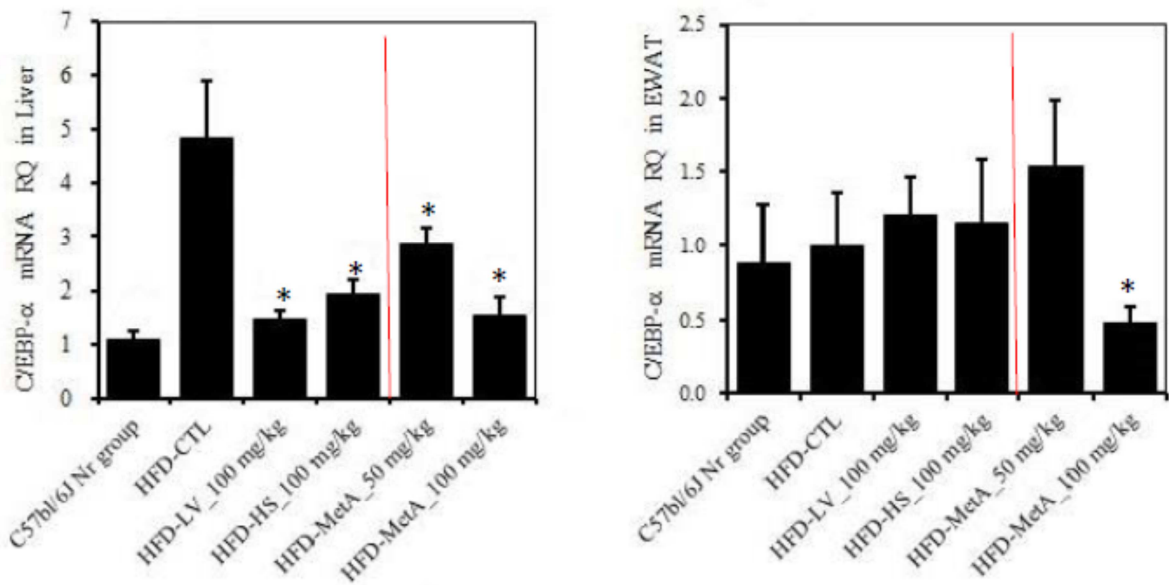 C/EBP-α mRNA RQ in Liver
7
6
5
4
3
2
1
0
*
*
*
*
C57bl/6J Nr group
HFD-CTL
HFD-LV_100 mg/kg
HFD-HS_100 mg/kg
HFD-MetA_50 mg/kg
HFD-MetA_100 mg/kg
C/EBP-α mRNA RQ in EWAT
2.5
2.0
1.5
1.0
0.5
0.0
*
C57bl/6J Nr group
HFD-CTL
HFD-LV_100 mg/kg
HFD-HS_100 mg/kg
HFD-MetA_50 mg/kg
HFD-MetA_100 mg/kg